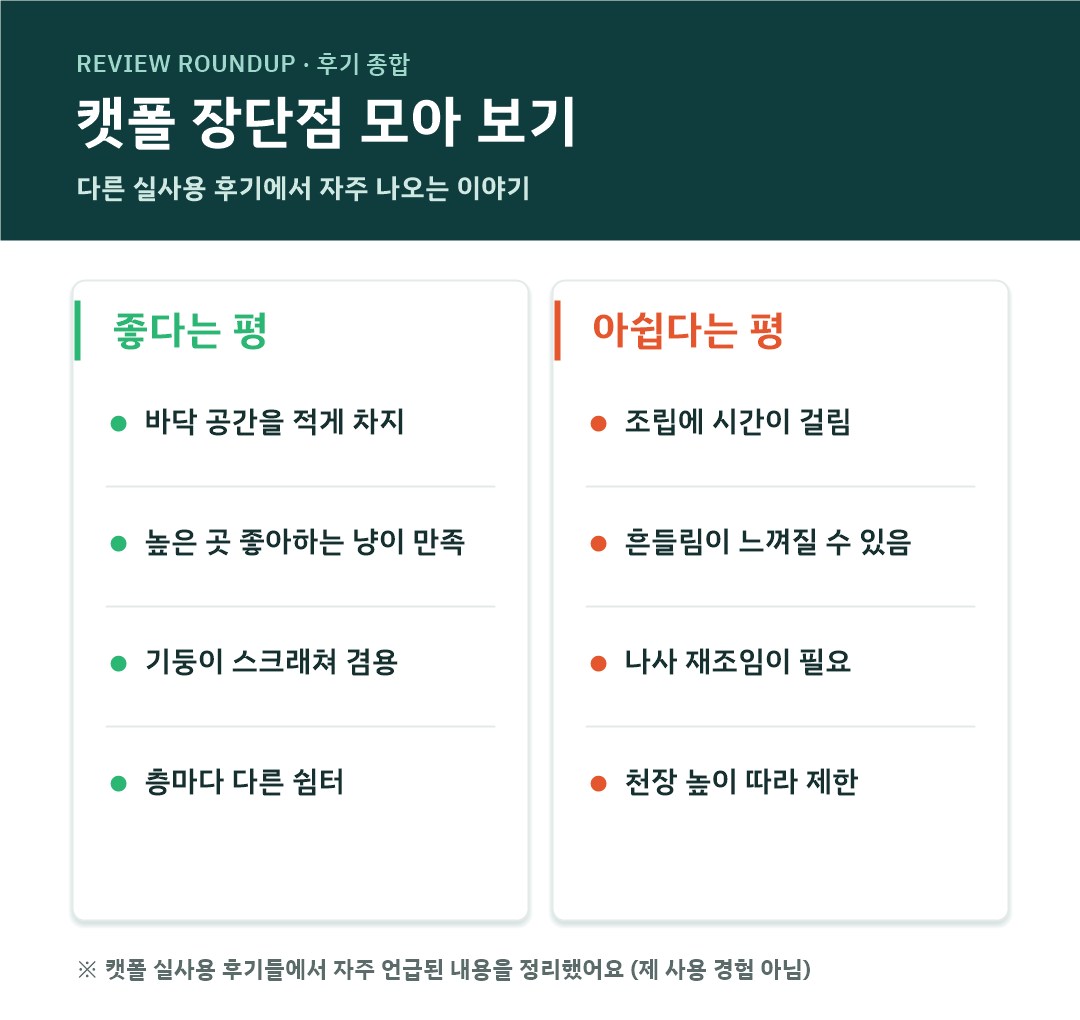 REVIEW ROUNDUP · 후기 종합
캣폴 장단점 모아 보기
다른 실사용 후기에서 자주 나오는 이야기
좋다는 평
바닥 공간을 적게 차지
높은 곳 좋아하는 냥이 만족
기둥이 스크래쳐 겸용
층마다 다른 쉼터
아쉽다는 평
조립에 시간이 걸림
흔들림이 느껴질 수 있음
나사 재조임이 필요
천장 높이 따라 제한
※ 캣폴 실사용 후기들에서 자주 언급된 내용을 정리했어요 (제 사용 경험 아님)